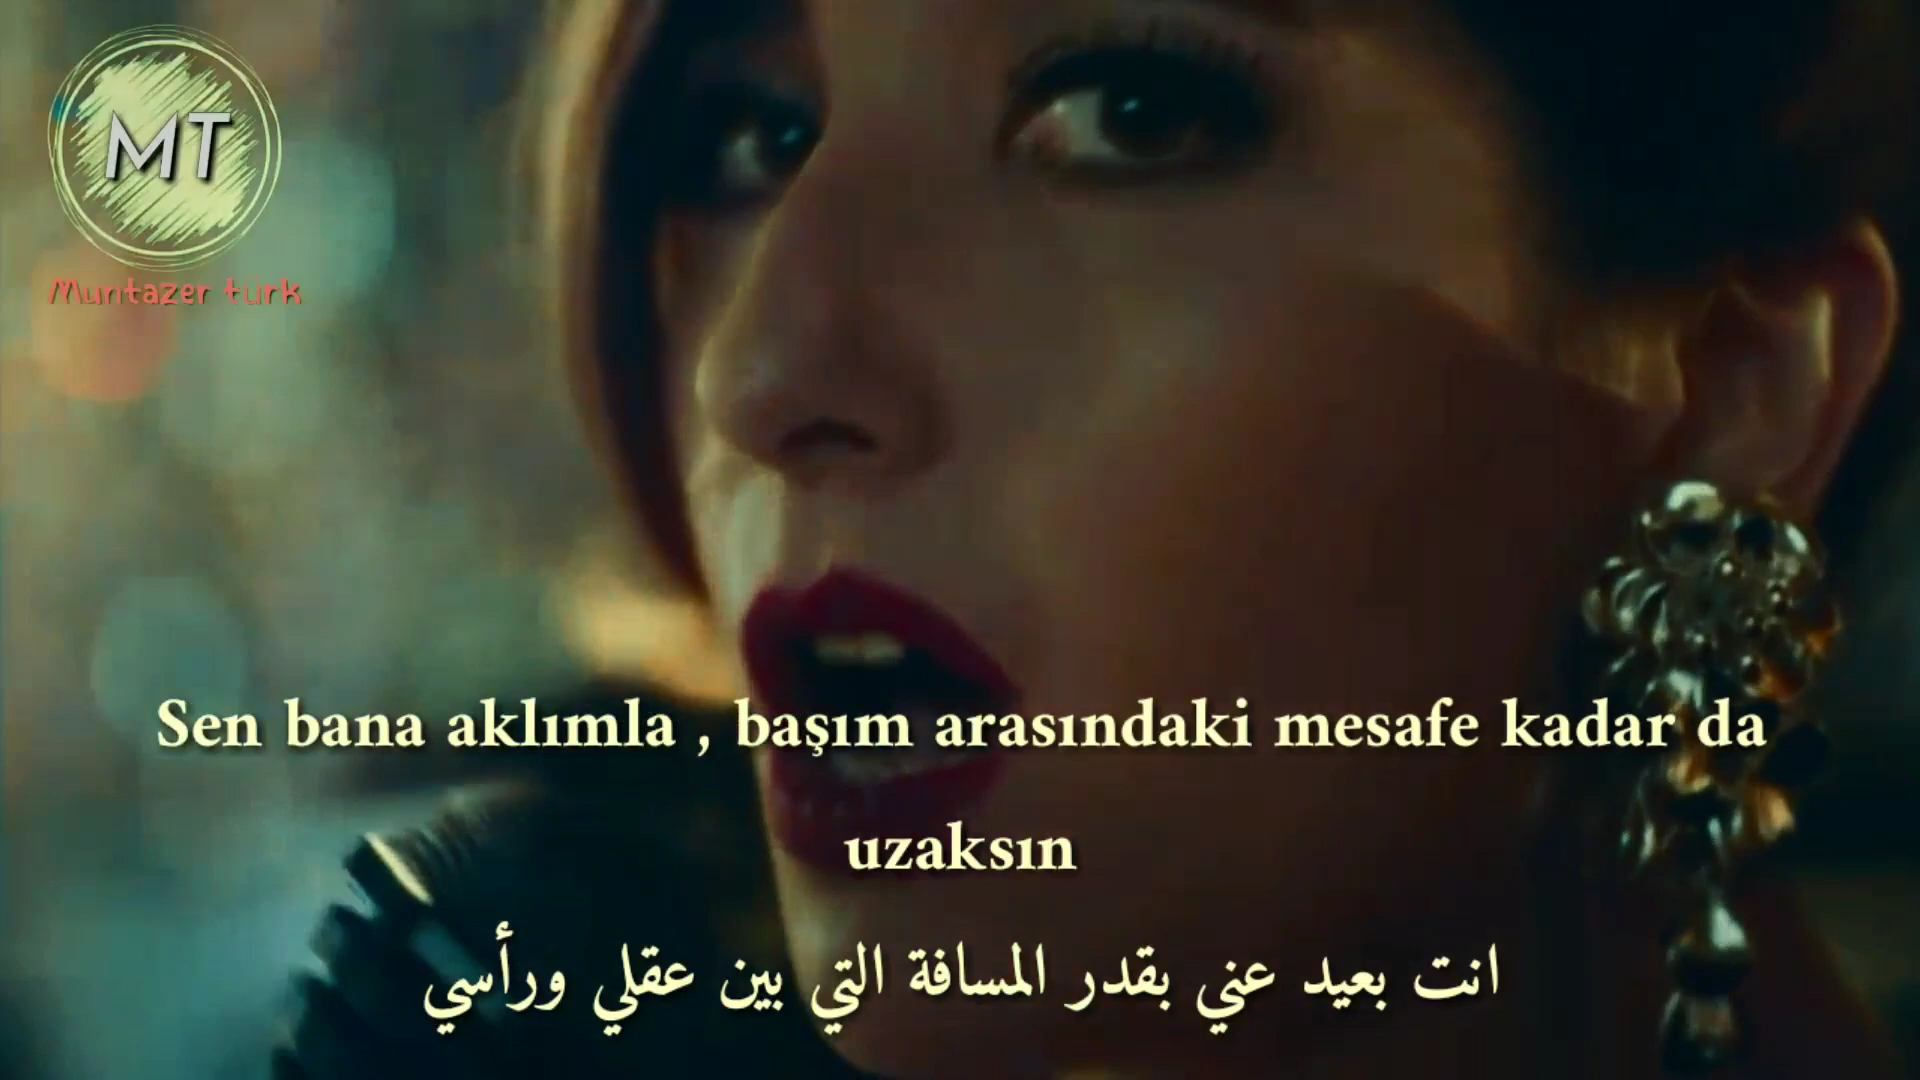 MT
Muntazer türk
Sen bana aklımla , başım arasındaki mesafe kadar da
uzaksın
انت بعيد عني بقدر المسافة التي بين عقلي ورأسي